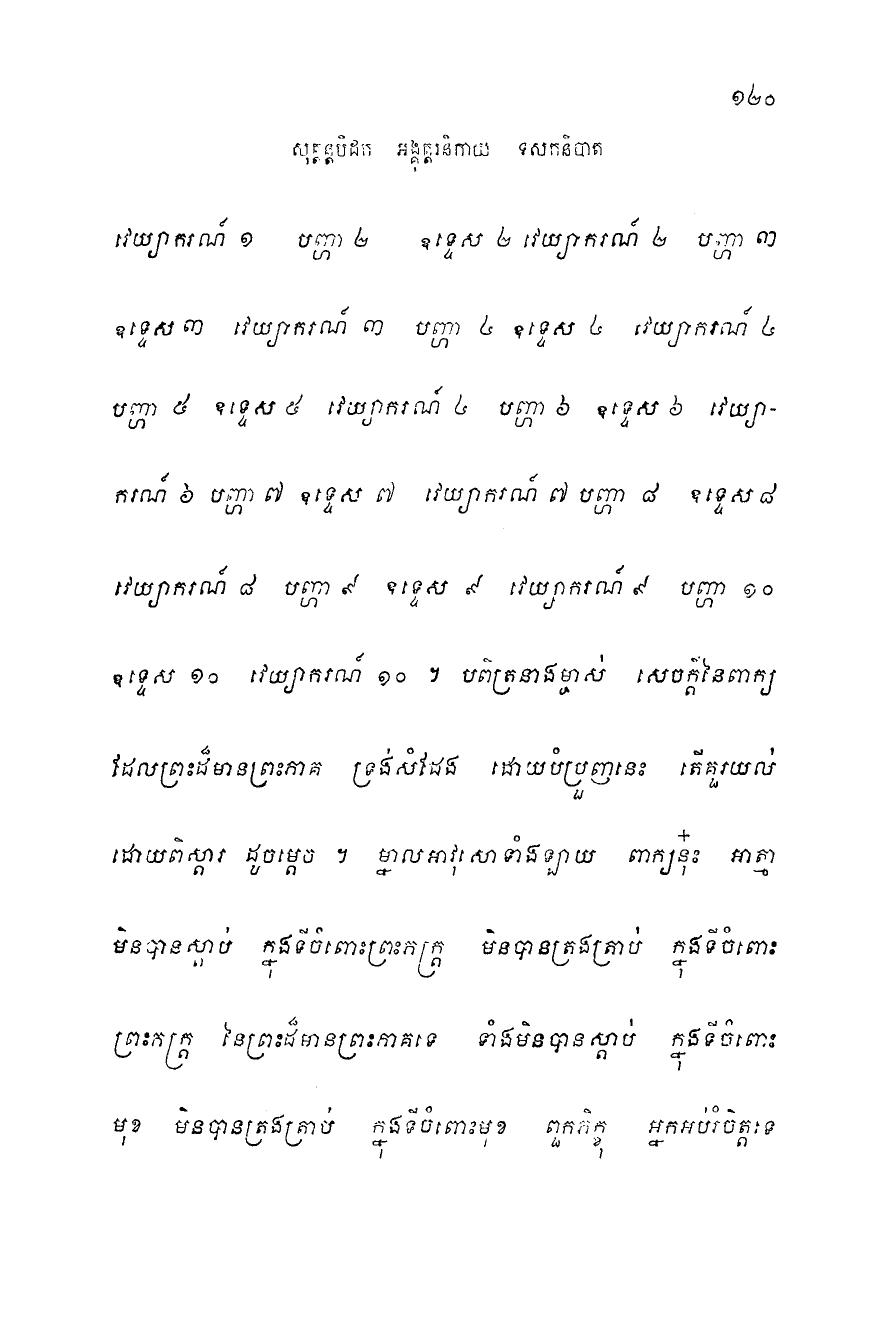 ១២០
សុត្តន្តបិដក អង្គុត្តរនិកាយ ទសកនិបាត
វេយ្យាករណ៍ ១ បញ្ហា ២ ឧទ្ទេស ២ វេយ្យាករណ៍ ២ បញ្ហា ៣
ឧទ្ទេស ៣ វេយ្យាករណ៍ ៣ បញ្ហា ៤ ឧទ្ទេស ៤ វេយ្យាករណ៍ ៤
បញ្ហា ៥ ឧទ្ទេស ៥ វេយ្យាករណ៍ ៤ បញ្ហា ៦ ឧទ្ទេស ៦ វេយ្យា-
ករណ៍ ៦ បញ្ហា ៧ ឧទ្ទេស ៧ វេយ្យាករណ៍ ៧ បញ្ហា ៨ ឧទ្ទេស ៨
វេយ្យាករណ៍ ៨ បញ្ហា ៩ ឧទ្ទេស ៩ វេយ្យាករណ៍ ៩ បញ្ហា ១០
ឧទ្ទេស ១០ វេយ្យាករណ៍ ១០ ។ បពិត្រនាងម្ចាស់ សេចក្តីនៃពាក្យ
ដែលព្រះដ៏មានព្រះភាគ ទ្រង់សំដែង ដោយបំប្រួញនេះ តើគួរយល់
ដោយពិស្តារ ដូចម្តេច ។ ម្នាលអាវុសោទាំងឡាយ ពាក្យនុ៎ះ អាត្មា
មិនបានស្តាប់ ក្នុងទីចំពោះព្រះភក្ត្រ មិនបានត្រងត្រាប់ ក្នុងទីចំពោះ
ព្រះភក្ត្រ នៃព្រះដ៏មានព្រះភាគទេ ទាំងមិនបានស្តាប់ ក្នុងទីចំពោះ
មុខ មិនបានត្រងត្រាប់ ក្នុងទីចំពោះមុខ ពួកភិក្ខុ អ្នកអប់រំចិត្តទេ